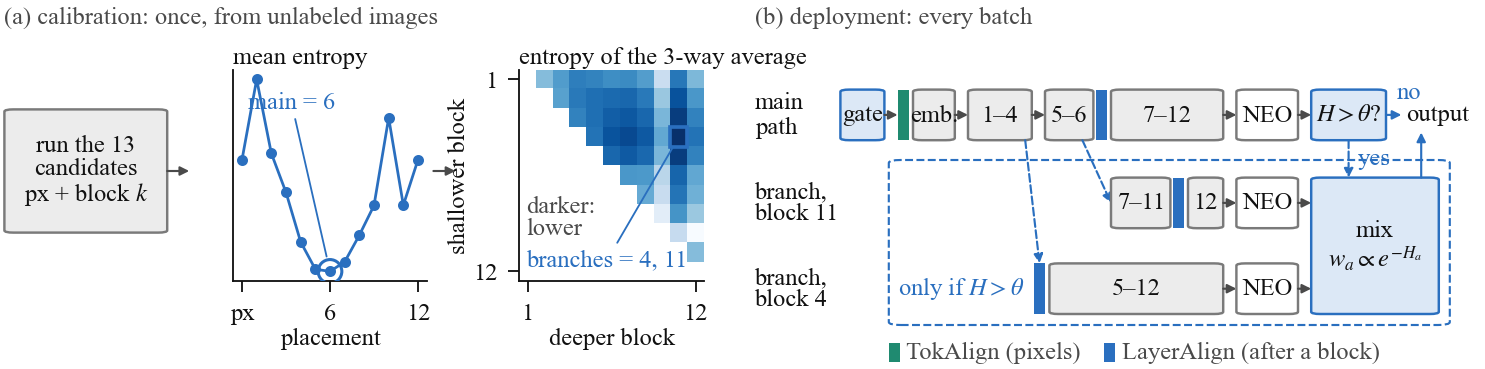 (a) calibration: once, from unlabeled images
run the 13
candidates
px + block k
mean entropy
main = 6
px
6
12
placement
entropy of the 3-way average
shallower block
1
12
darker:
lower
branches = 4, 11
1
12
deeper block
(b) deployment: every batch
main
path
gate
emb.
1–4
5–6
7–12
NEO
H > θ?
no
output
yes
branch,
block 11
7–11
12
NEO
mix
w_a ∝ e^{−H_a}
branch,
block 4
only if H > θ
5–12
NEO
TokAlign (pixels)
LayerAlign (after a block)